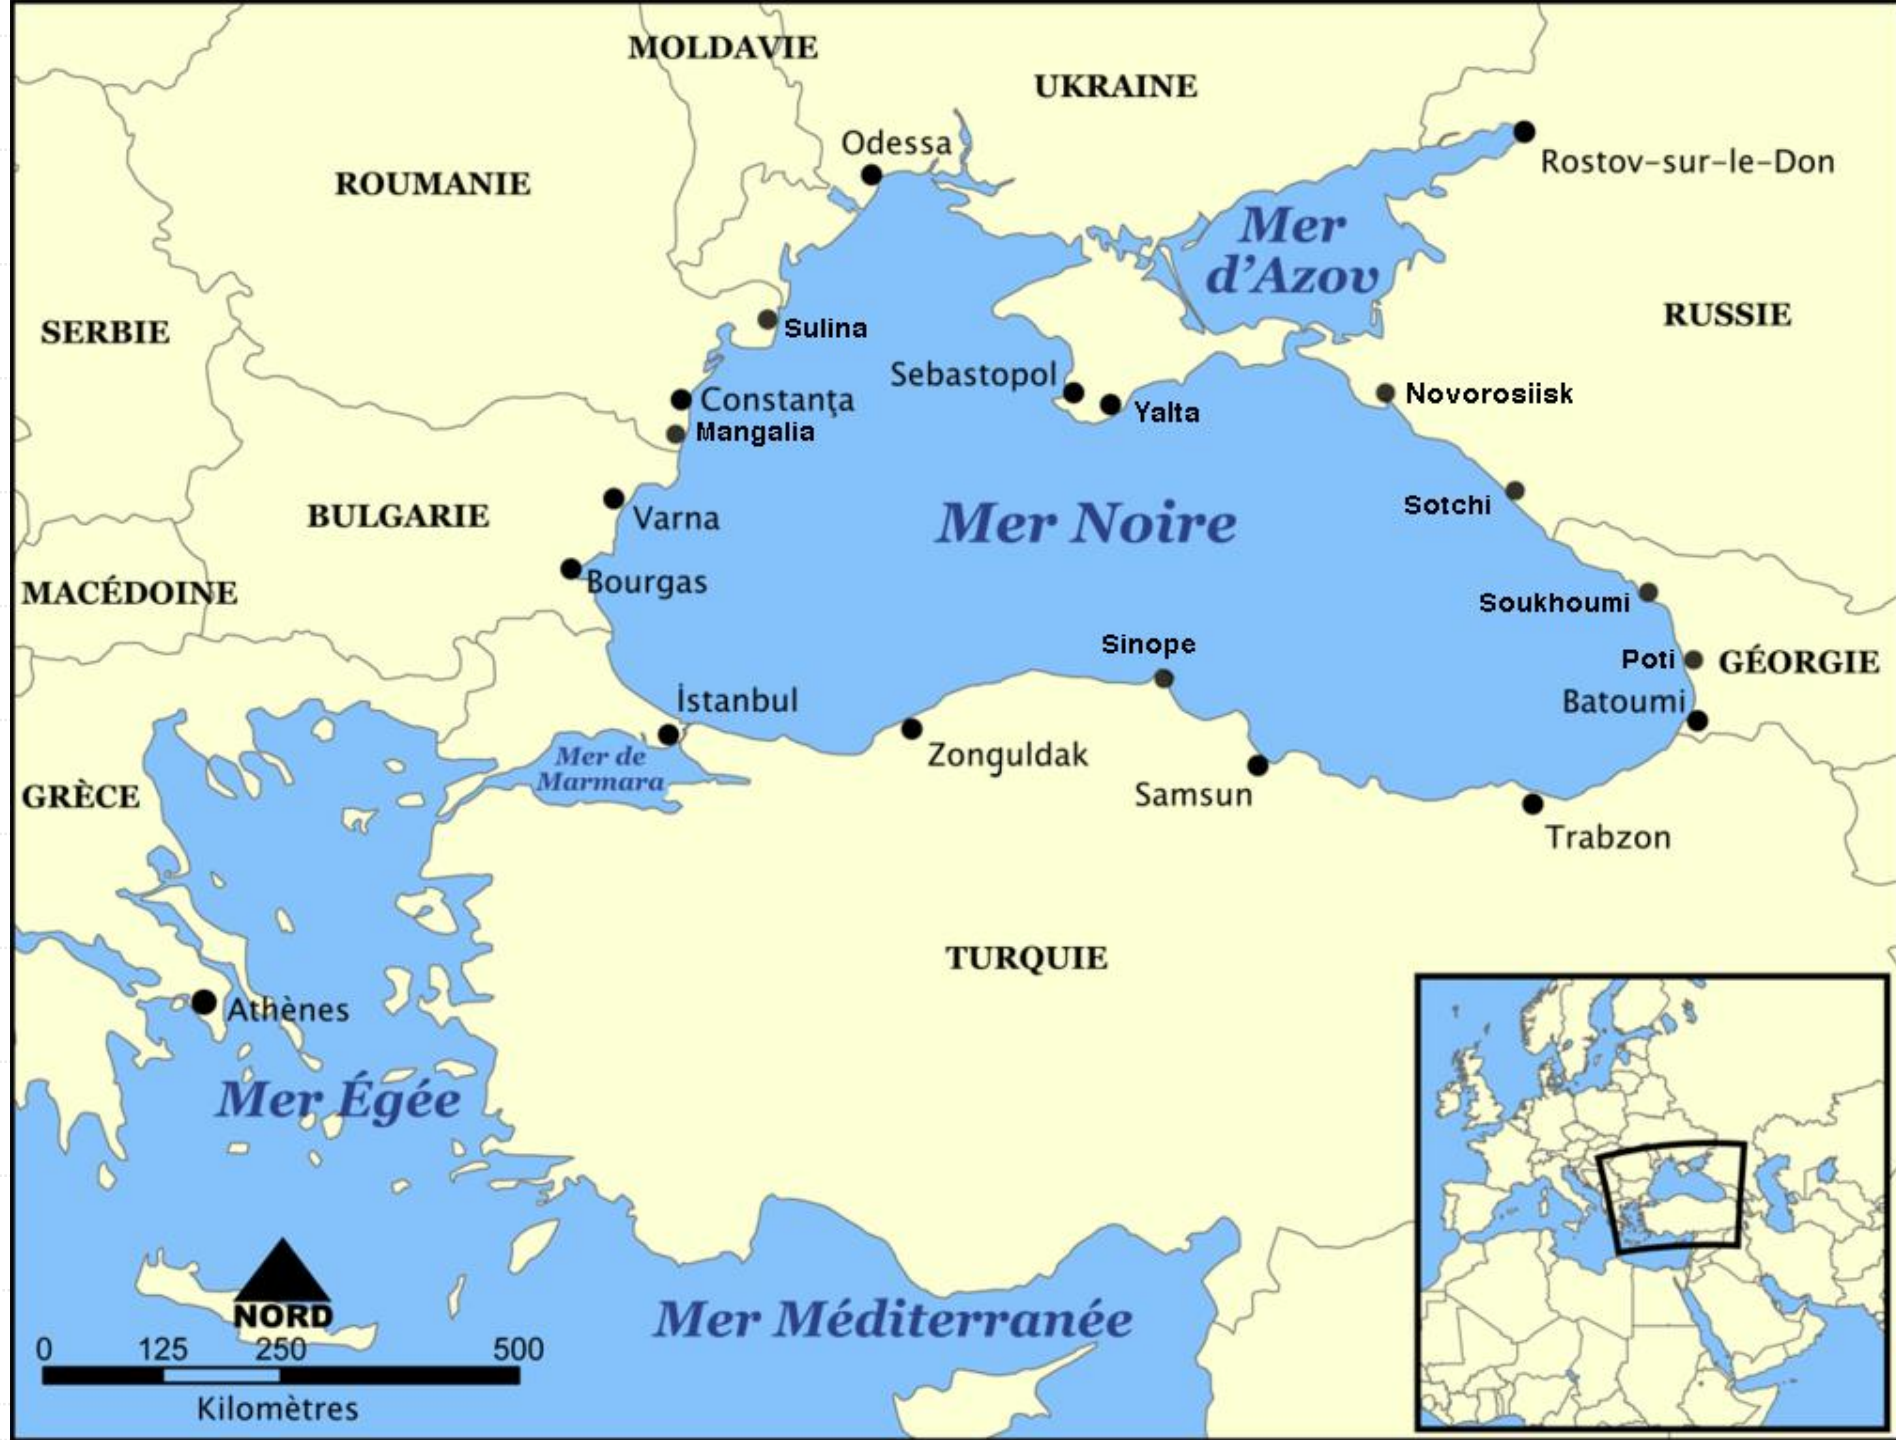 MOLDAVIE
UKRAINE
Odessa
Rostov-sur-le-Don
ROUMANIE
Mer
d'Azov
RUSSIE
SERBIE
Sulina
Sebastopol
Constanţa
Yalta
Novorosiisk
Mangalia
BULGARIE
Varna
Mer Noire
Sotchi
MACÉDOINE
Bourgas
Soukhoumi
Sinope
Poti
GÉORGIE
İstanbul
Batoumi
Mer de
Marmara
Zonguldak
Samsun
GRÈCE
Trabzon
TURQUIE
Athènes
Mer Égée
Mer Méditerranée
NORD
0 125 250 500
Kilomètres